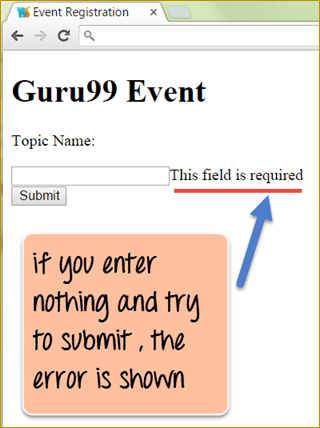 Event Registration
Guru99 Event
Topic Name:
This field is required
Submit
if you enter
nothing and try
to submit , the
error is shown